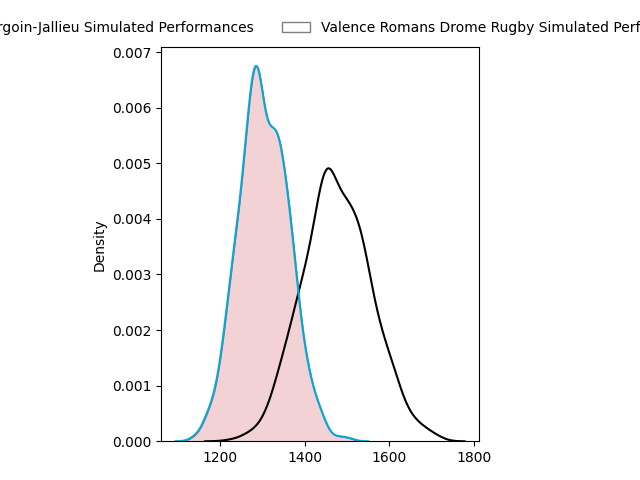 rgoin-Jallieu Simulated Performances Valence Romans Drome Rugby Simulated Perf
0.007
0.006
0.005
0.004
0.003
0.002
0.001
0.000
Density
1200 1400 1600 1800